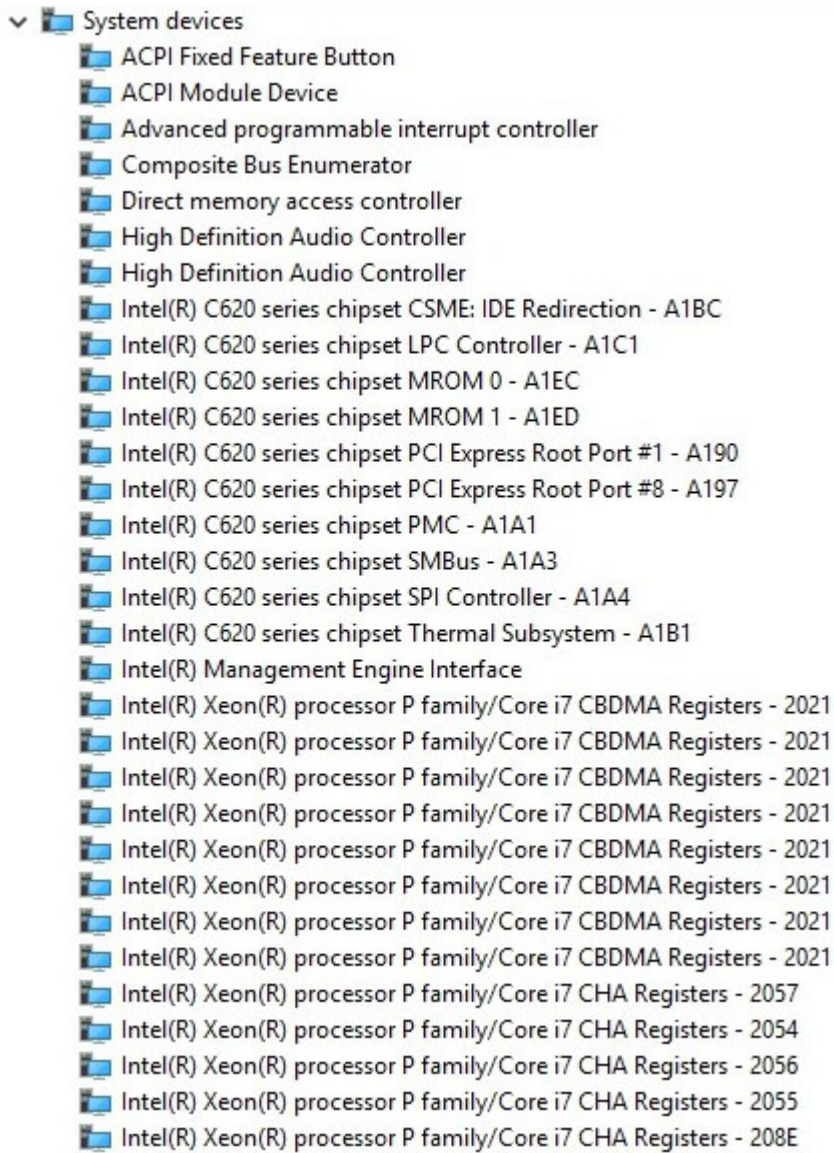 System devices
ACPI Fixed Feature Button
ACPI Module Device
Advanced programmable interrupt controller
Composite Bus Enumerator
Direct memory access controller
High Definition Audio Controller
High Definition Audio Controller
Intel(R) C620 series chipset CSME: IDE Redirection - A1BC
Intel(R) C620 series chipset LPC Controller - A1C1
Intel(R) C620 series chipset MROM 0 - A1EC
Intel(R) C620 series chipset MROM 1 - A1ED
Intel(R) C620 series chipset PCI Express Root Port #1 - A190
Intel(R) C620 series chipset PCI Express Root Port #8 - A197
Intel(R) C620 series chipset PMC - A1A1
Intel(R) C620 series chipset SMBus - A1A3
Intel(R) C620 series chipset SPI Controller - A1A4
Intel(R) C620 series chipset Thermal Subsystem - A1B1
Intel(R) Management Engine Interface
Intel(R) Xeon(R) processor P family/Core i7 CBDMA Registers - 2021
Intel(R) Xeon(R) processor P family/Core i7 CBDMA Registers - 2021
Intel(R) Xeon(R) processor P family/Core i7 CBDMA Registers - 2021
Intel(R) Xeon(R) processor P family/Core i7 CBDMA Registers - 2021
Intel(R) Xeon(R) processor P family/Core i7 CBDMA Registers - 2021
Intel(R) Xeon(R) processor P family/Core i7 CBDMA Registers - 2021
Intel(R) Xeon(R) processor P family/Core i7 CBDMA Registers - 2021
Intel(R) Xeon(R) processor P family/Core i7 CBDMA Registers - 2021
Intel(R) Xeon(R) processor P family/Core i7 CHA Registers - 2057
Intel(R) Xeon(R) processor P family/Core i7 CHA Registers - 2054
Intel(R) Xeon(R) processor P family/Core i7 CHA Registers - 2056
Intel(R) Xeon(R) processor P family/Core i7 CHA Registers - 2055
Intel(R) Xeon(R) processor P family/Core i7 CHA Registers - 208E